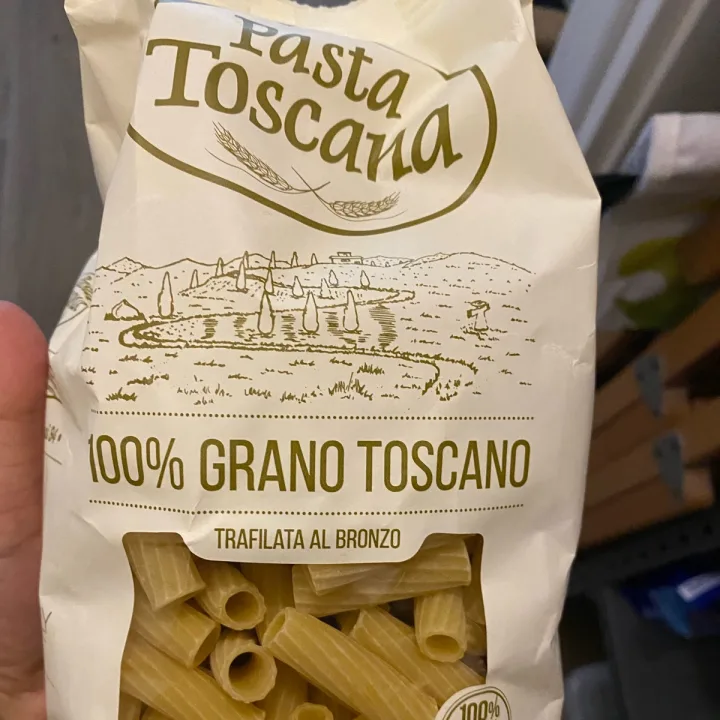 Pasta
Toscana
100% GRANO TOSCANO
TRAFILATA AL BRONZO
100%